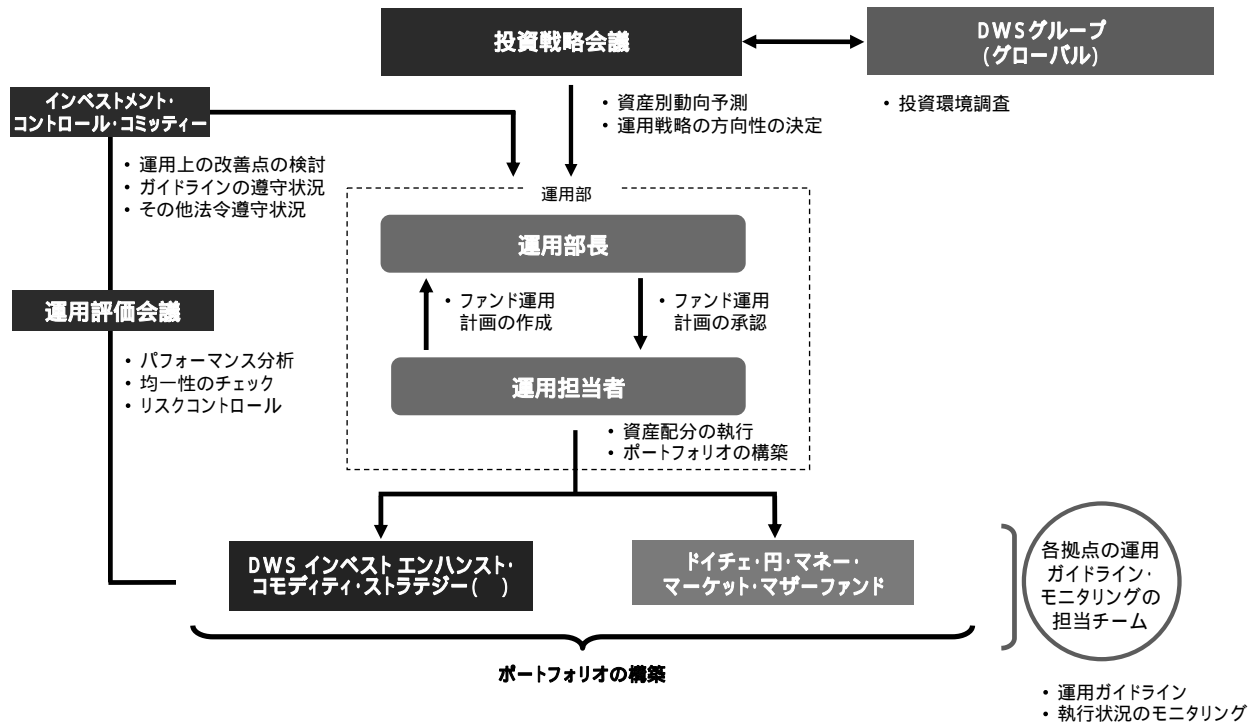 投資戦略会議
DWSグループ
(グローバル)
・資産別動向予測
・運用戦略の方向性の決定
・投資環境調査
インベストメント・
コントロール・コミッティー
・運用上の改善点の検討
・ガイドラインの遵守状況
・その他法令遵守状況
運用部
運用部長
・ファンド運用
計画の作成
・ファンド運用
計画の承認
運用評価会議
・パフォーマンス分析
・均一性のチェック
・リスクコントロール
運用担当者
・資産配分の執行
・ポートフォリオの構築
DWS インベスト エンハンスト・
コモディティ・ストラテジー( )
ドイチェ・円・マネー・
マーケット・マザーファンド
各拠点の運用
ガイドライン・
モニタリングの
担当チーム
ポートフォリオの構築
・運用ガイドライン
・執行状況のモニタリング